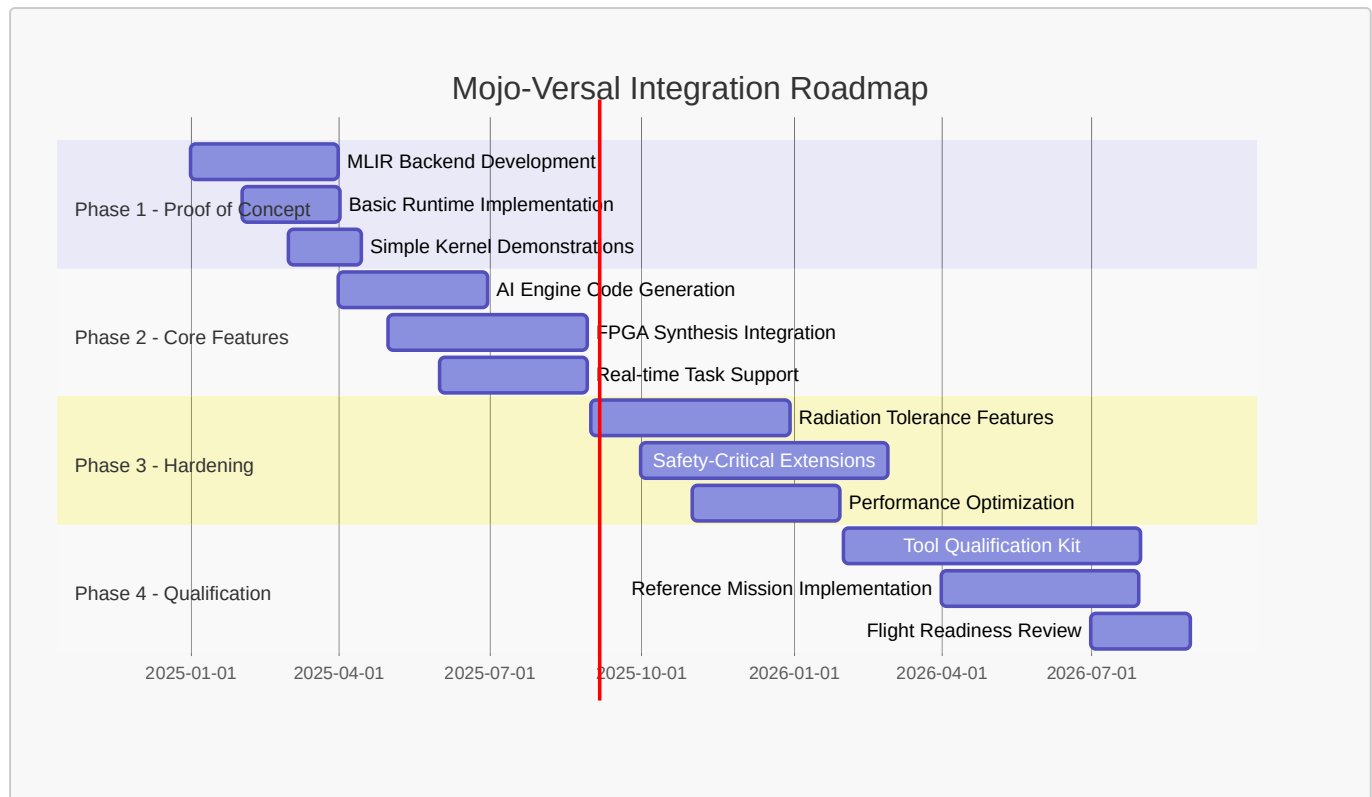 Mojo-Versal Integration Roadmap
MLIR Backend Development
Phase 1 - Proof of Concept
Basic Runtime Implementation
Simple Kernel Demonstrations
AI Engine Code Generation
Phase 2 - Core Features
FPGA Synthesis Integration
Real-time Task Support
Radiation Tolerance Features
Phase 3 - Hardening
Safety-Critical Extensions
Performance Optimization
Tool Qualification Kit
Phase 4 - Qualification
Reference Mission Implementation
Flight Readiness Review
2025-01-01 2025-04-01 2025-07-01 2025-10-01 2026-01-01 2026-04-01 2026-07-01